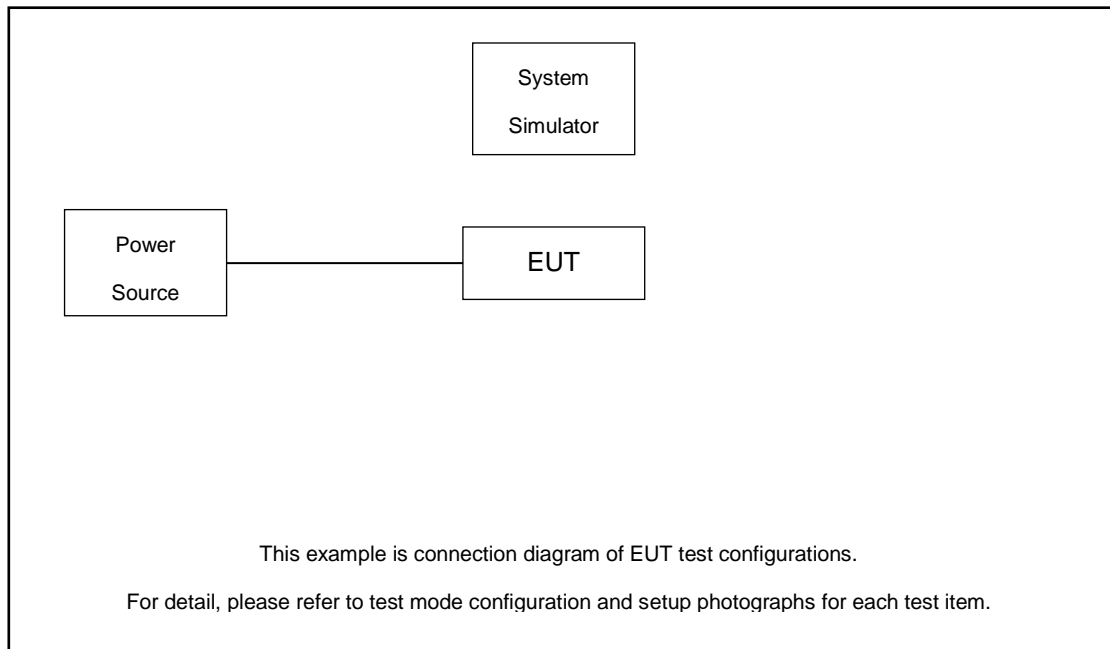 System
Simulator
Power
Source
EUT
This example is connection diagram of EUT test configurations.
For detail, please refer to test mode configuration and setup photographs for each test item.